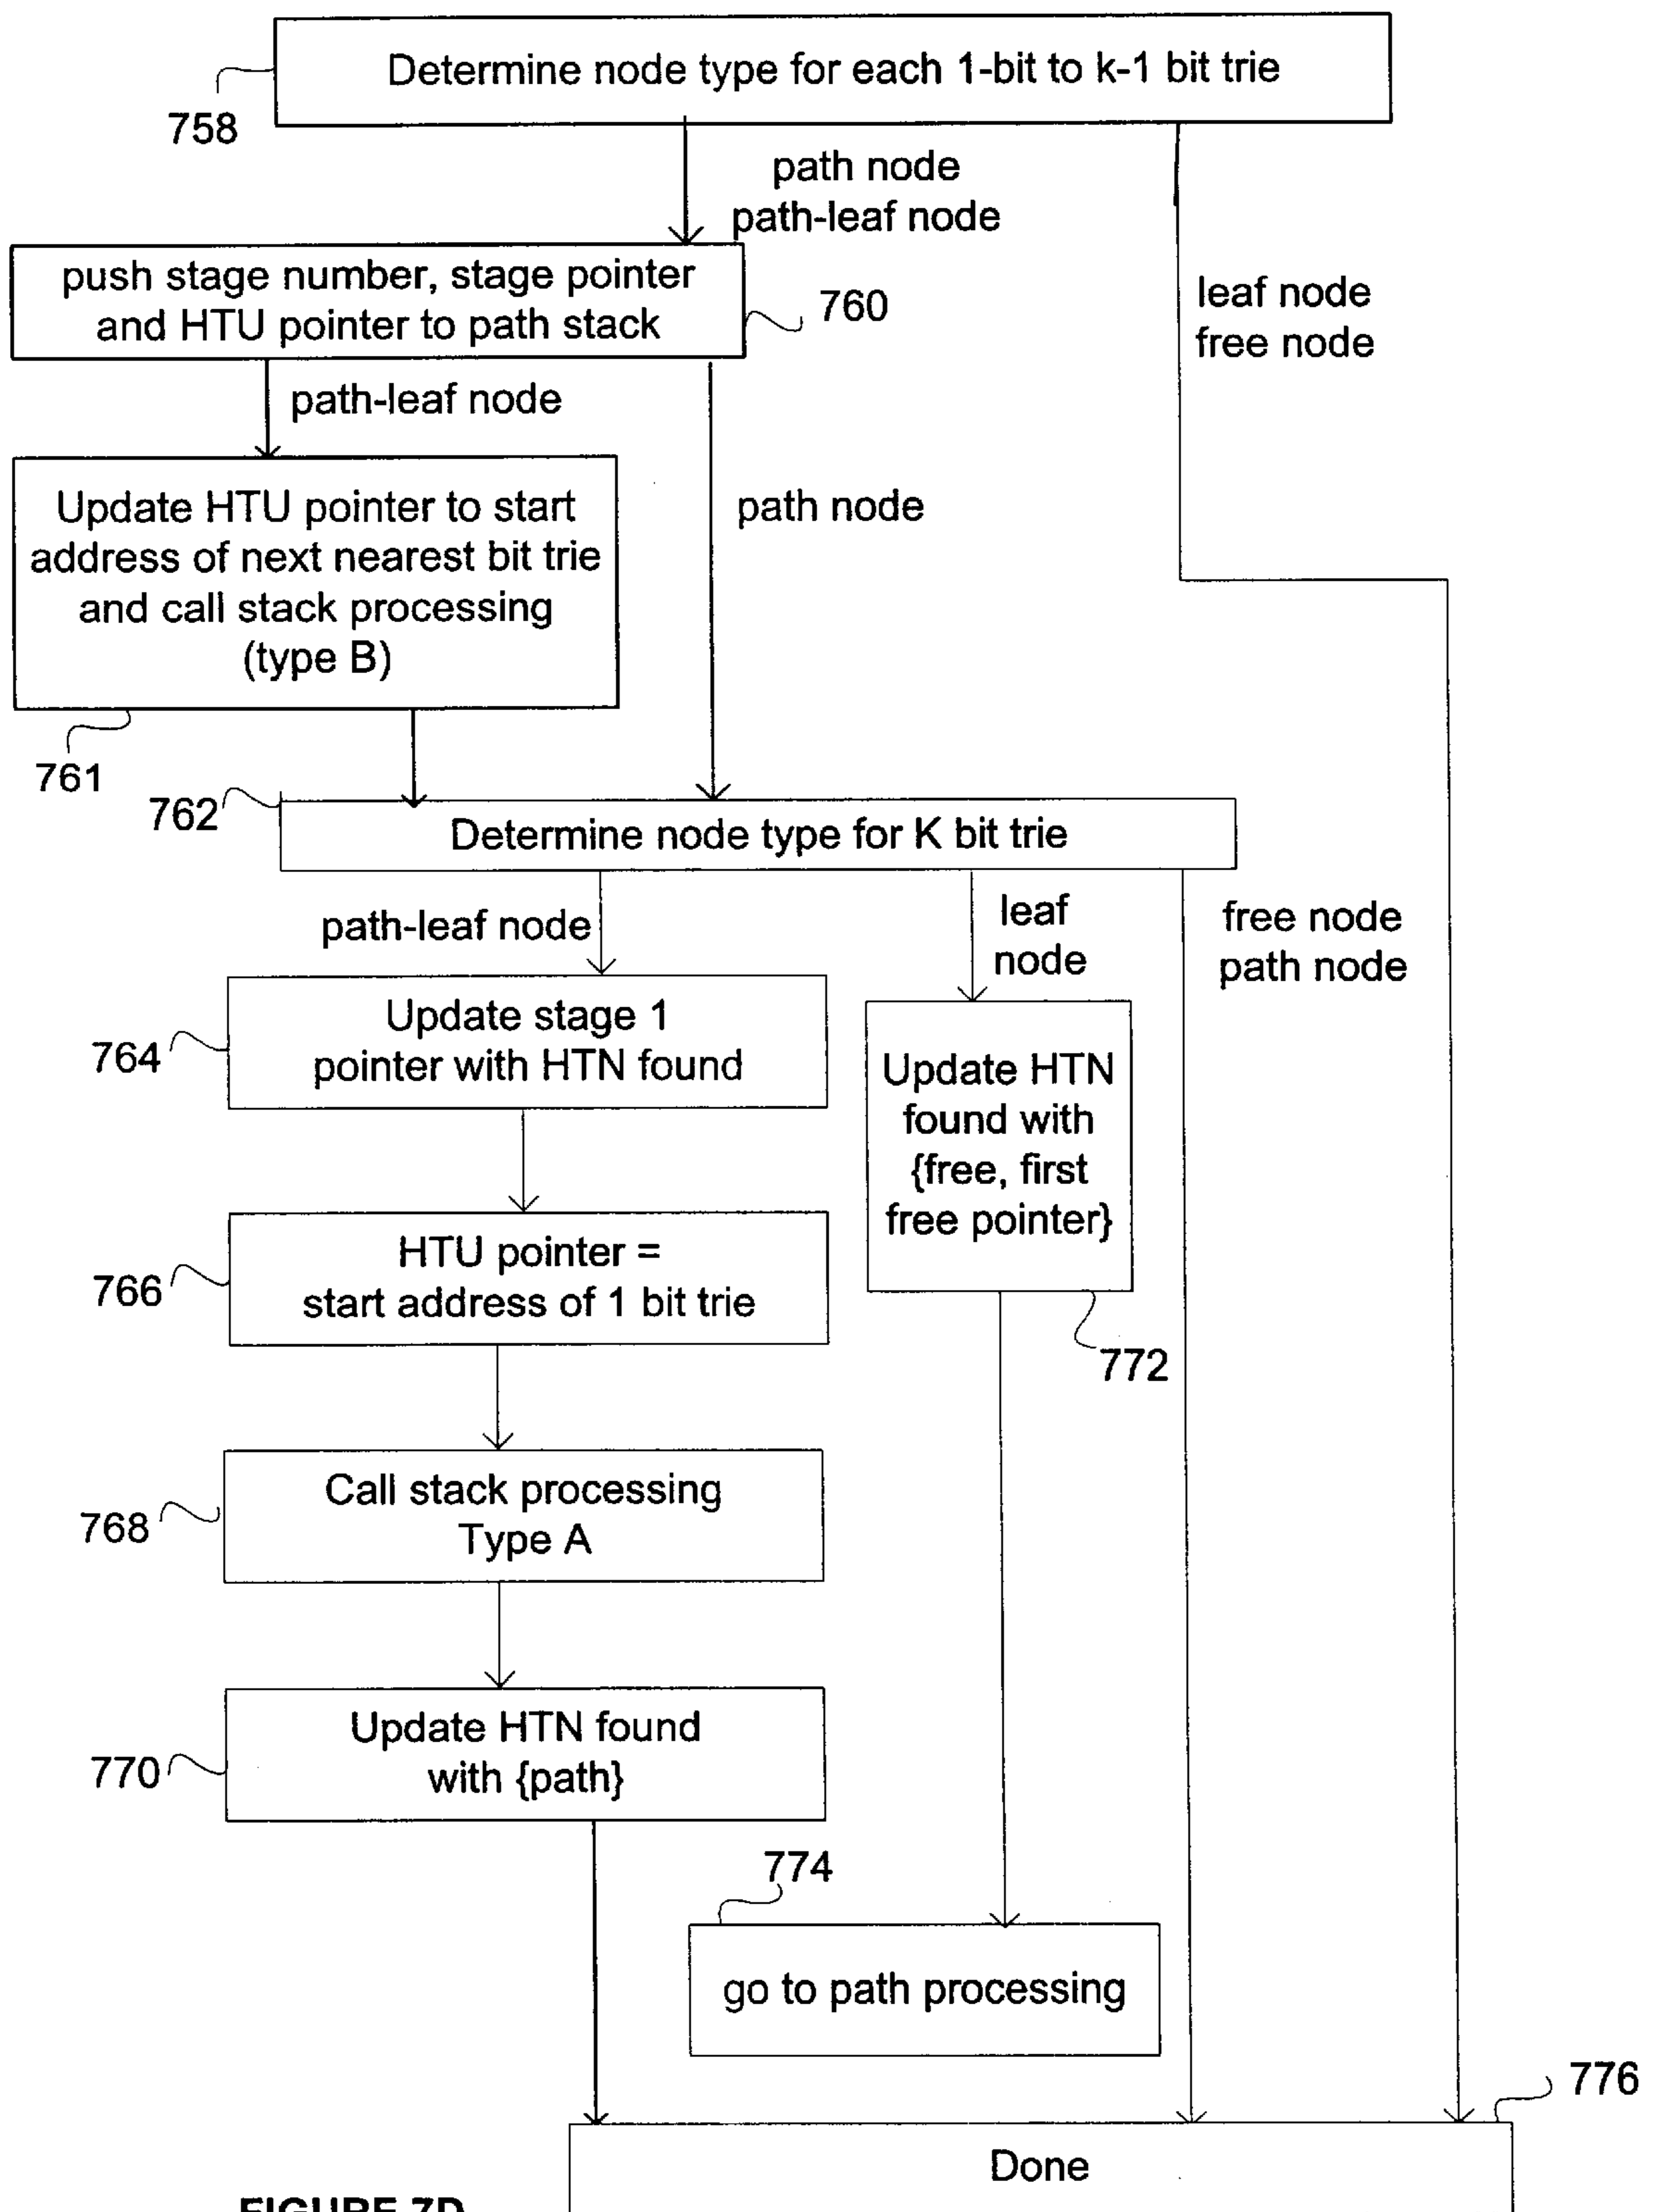 Determine node type for each 1-bit to k-1 bit trie
758
path node
path-leaf node
push stage number, stage pointer
and HTU pointer to path stack
760
leaf node
free node
path-leaf node
path node
Update HTU pointer to start
address of next nearest bit trie
and call stack processing
(type B)
761
762
Determine node type for K bit trie
path-leaf node
leaf
node
free node
path node
764
Update stage 1
pointer with HTN found
Update HTN
found with
{free, first
free pointer}
772
766
HTU pointer =
start address of 1 bit trie
768
Call stack processing
Type A
770
Update HTN found
with {path}
774
go to path processing
776
Done
FIGURE 7D